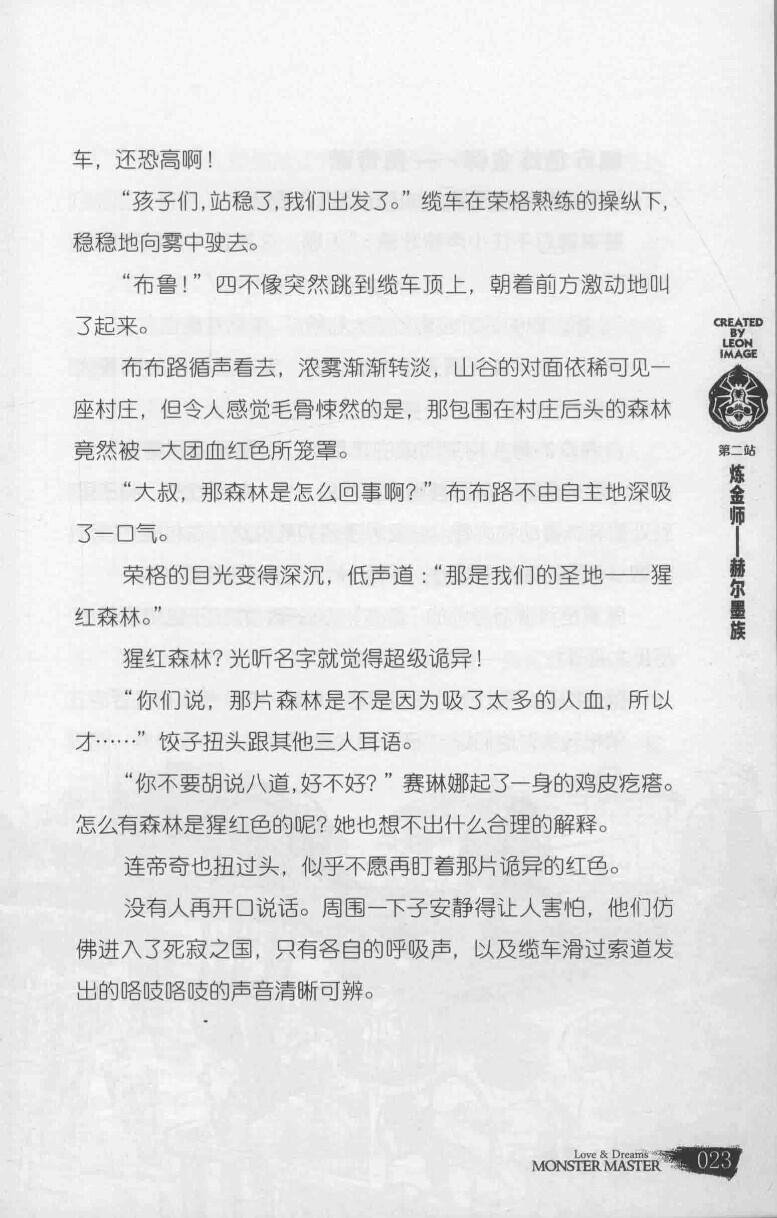 车，还恐高啊！
“孩子们，站稳了，我们出发了。”缆车在荣格熟练的操纵下，
稳稳地向雾中驶去。
“布鲁！”四不像突然跳到缆车顶上，朝着前方激动地叫
了起来。
布布路循声看去，浓雾渐渐转淡，山谷的对面依稀可见一
座村庄，但令人感觉毛骨悚然的是，那包围在村庄后头的森林
竟然被一大团血红色所笼罩。
“大叔，那森林是怎么回事啊？”布布路不由自主地深吸
了一口气。
荣格的目光变得深沉，低声道：“那是我们的圣地——猩
红森林。”
猩红森林？光听名字就觉得超级诡异！
“你们说，那片森林是不是因为吸了太多的人血，所以
才……”饺子扭头跟其他三人耳语。
“你不要胡说八道，好不好？”赛琳娜起了一身的鸡皮疙瘩。
怎么有森林是猩红色的呢？她也想不出什么合理的解释。
连帝奇也扭过头，似乎不愿再盯着那片诡异的红色。
没有人再开口说话。周围一下子安静得让人害怕，他们仿
佛进入了死寂之国，只有各自的呼吸声，以及缆车滑过索道发
出的咯吱咯吱的声音清晰可辨。
CREATED
BY
LEON
IMAGE
第二站
炼金师——赫尔墨族
Love & Dreams
MONSTER MASTER
023